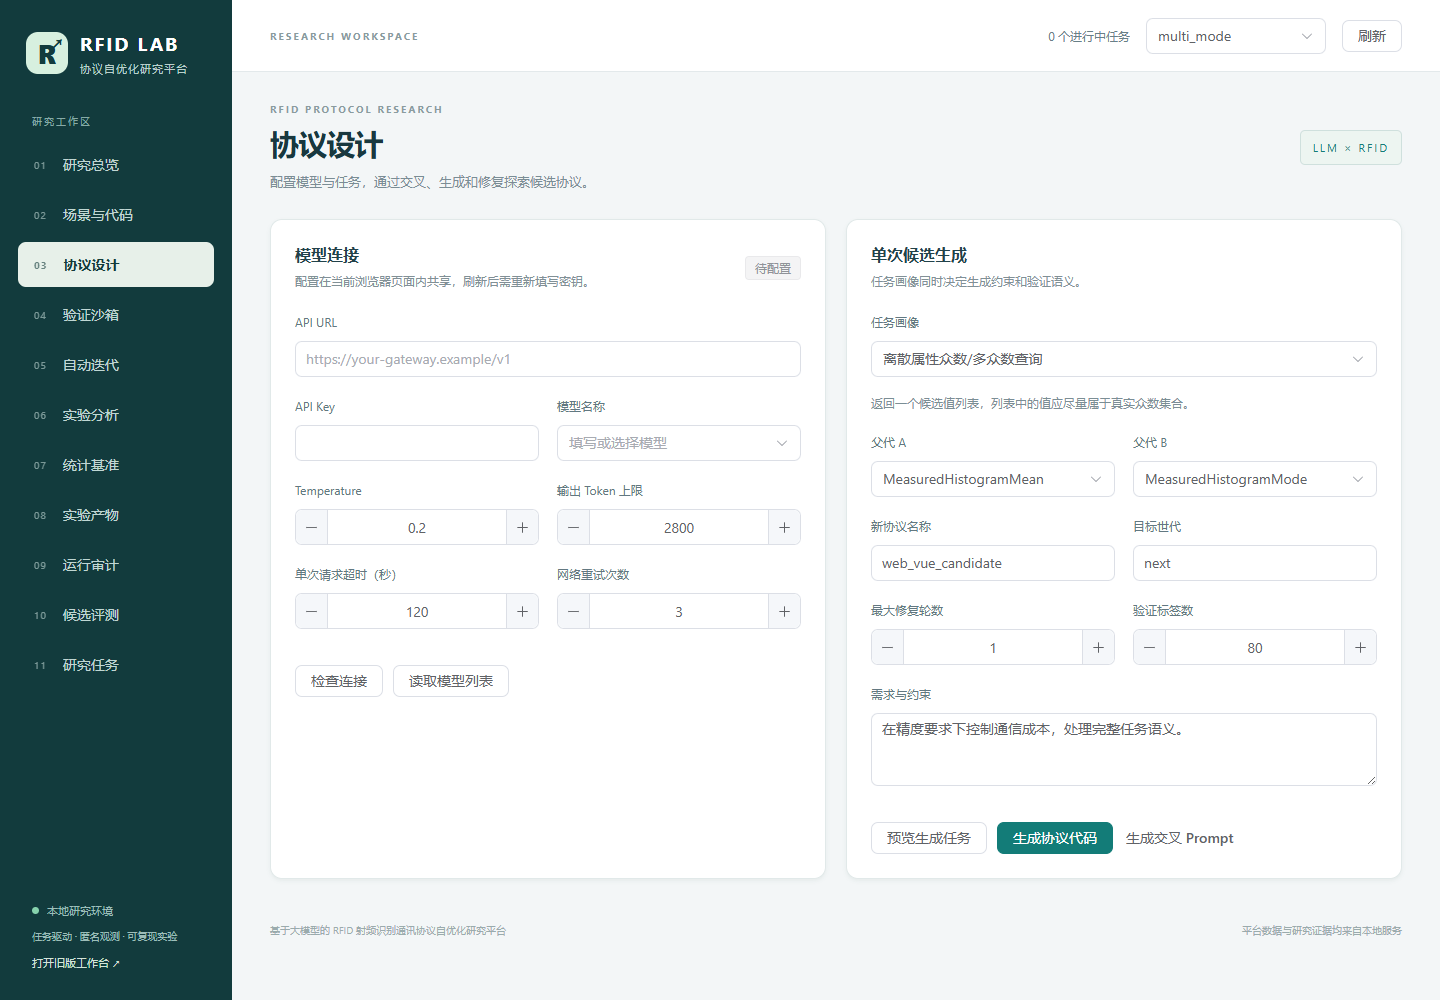 RFID LAB
协议自优化研究平台
研究工作区
01 研究总览
02 场景与代码
03 协议设计
04 验证沙箱
05 自动迭代
06 实验分析
07 统计基准
08 实验产物
09 运行审计
10 候选评测
11 研究任务
本地研究环境
任务驱动 · 匿名观测 · 可复现实验
打开旧版工作台 ↗
RESEARCH WORKSPACE
0 个进行中任务
multi_mode
刷新
RFID PROTOCOL RESEARCH
协议设计
配置模型与任务，通过交叉、生成和修复探索候选协议。
LLM × RFID
模型连接
配置在当前浏览器页面内共享，刷新后需重新填写密钥。
待配置
API URL
https://your-gateway.example/v1
API Key
模型名称
填写或选择模型
Temperature
输出 Token 上限
0.2
2800
单次请求超时（秒）
网络重试次数
120
3
检查连接
读取模型列表
单次候选生成
任务画像同时决定生成约束和验证语义。
任务画像
离散属性众数/多众数查询
返回一个候选值列表，列表中的值应尽量属于真实众数集合。
父代 A
父代 B
MeasuredHistogramMean
MeasuredHistogramMode
新协议名称
目标世代
web_vue_candidate
next
最大修复轮数
验证标签数
1
80
需求与约束
在精度要求下控制通信成本，处理完整任务语义。
预览生成任务
生成协议代码
生成交叉 Prompt
基于大模型的 RFID 射频识别通讯协议自优化研究平台
平台数据与研究证据均来自本地服务